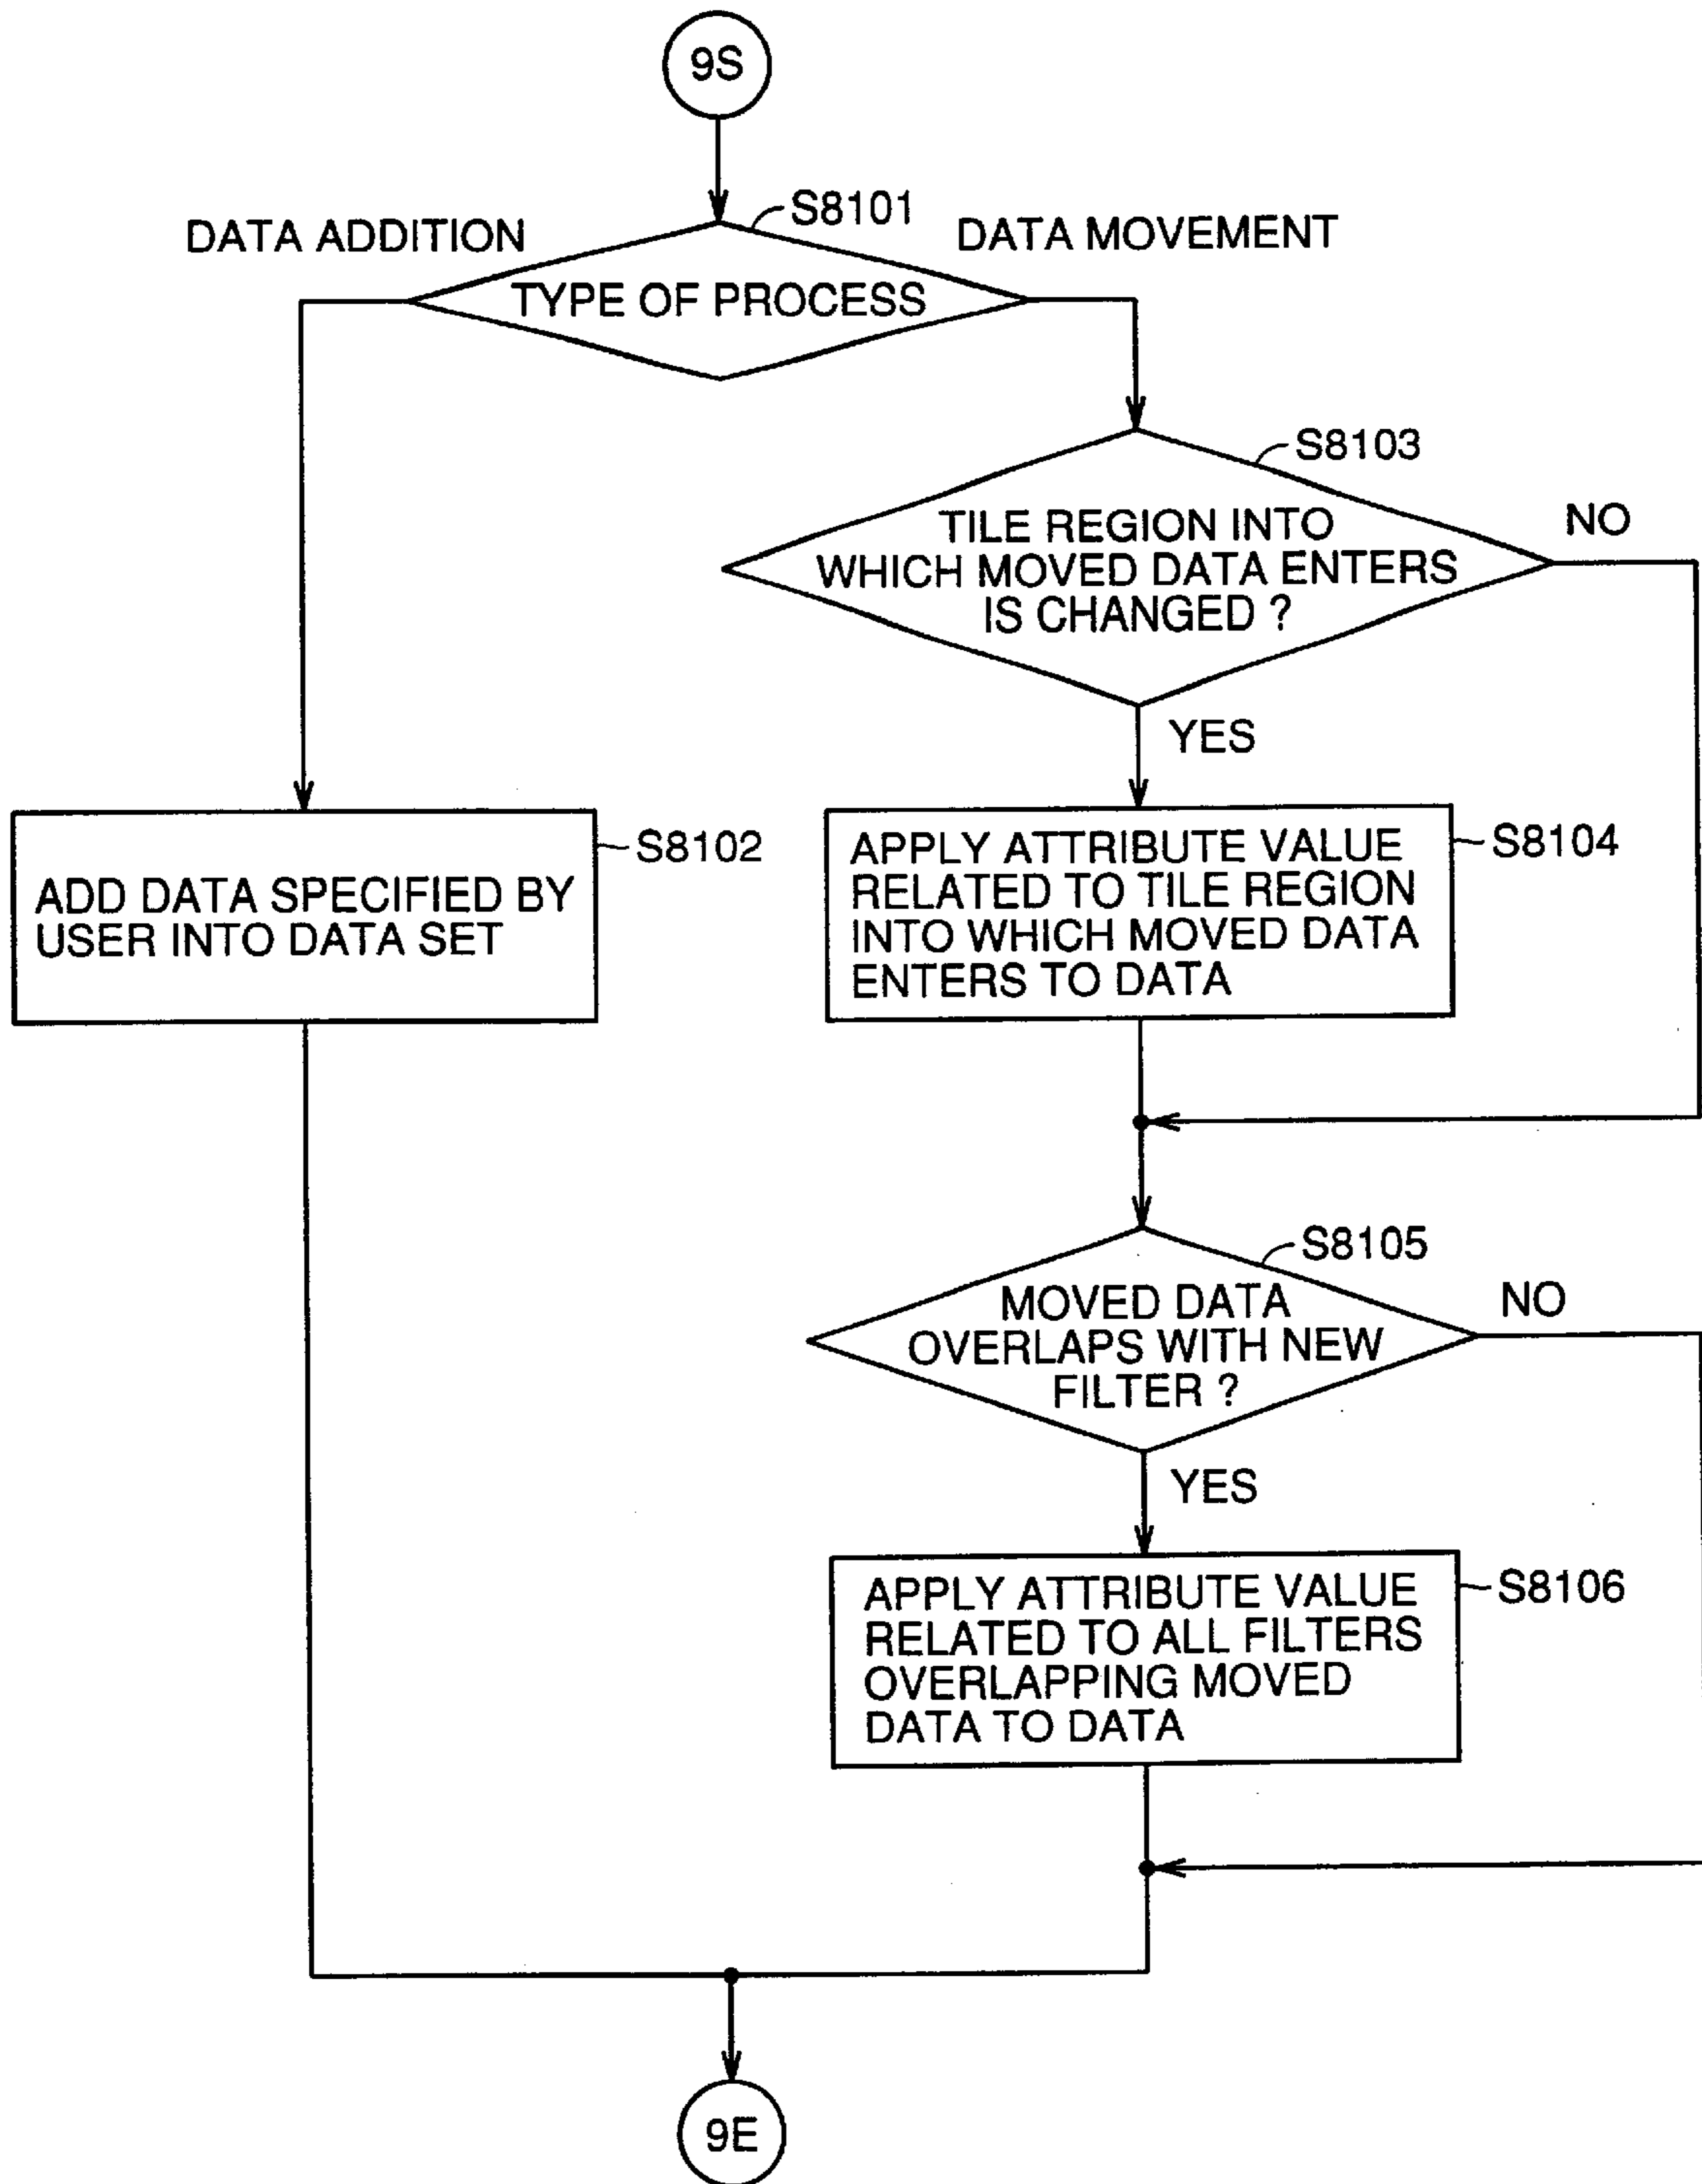 9S
S8101
DATA ADDITION
DATA MOVEMENT
TYPE OF PROCESS
S8103
TILE REGION INTO
WHICH MOVED DATA ENTERS
IS CHANGED ?
NO
YES
S8102
ADD DATA SPECIFIED BY
USER INTO DATA SET
S8104
APPLY ATTRIBUTE VALUE
RELATED TO TILE REGION
INTO WHICH MOVED DATA
ENTERS TO DATA
S8105
MOVED DATA
OVERLAPS WITH NEW
FILTER ?
NO
YES
S8106
APPLY ATTRIBUTE VALUE
RELATED TO ALL FILTERS
OVERLAPPING MOVED
DATA TO DATA
9E